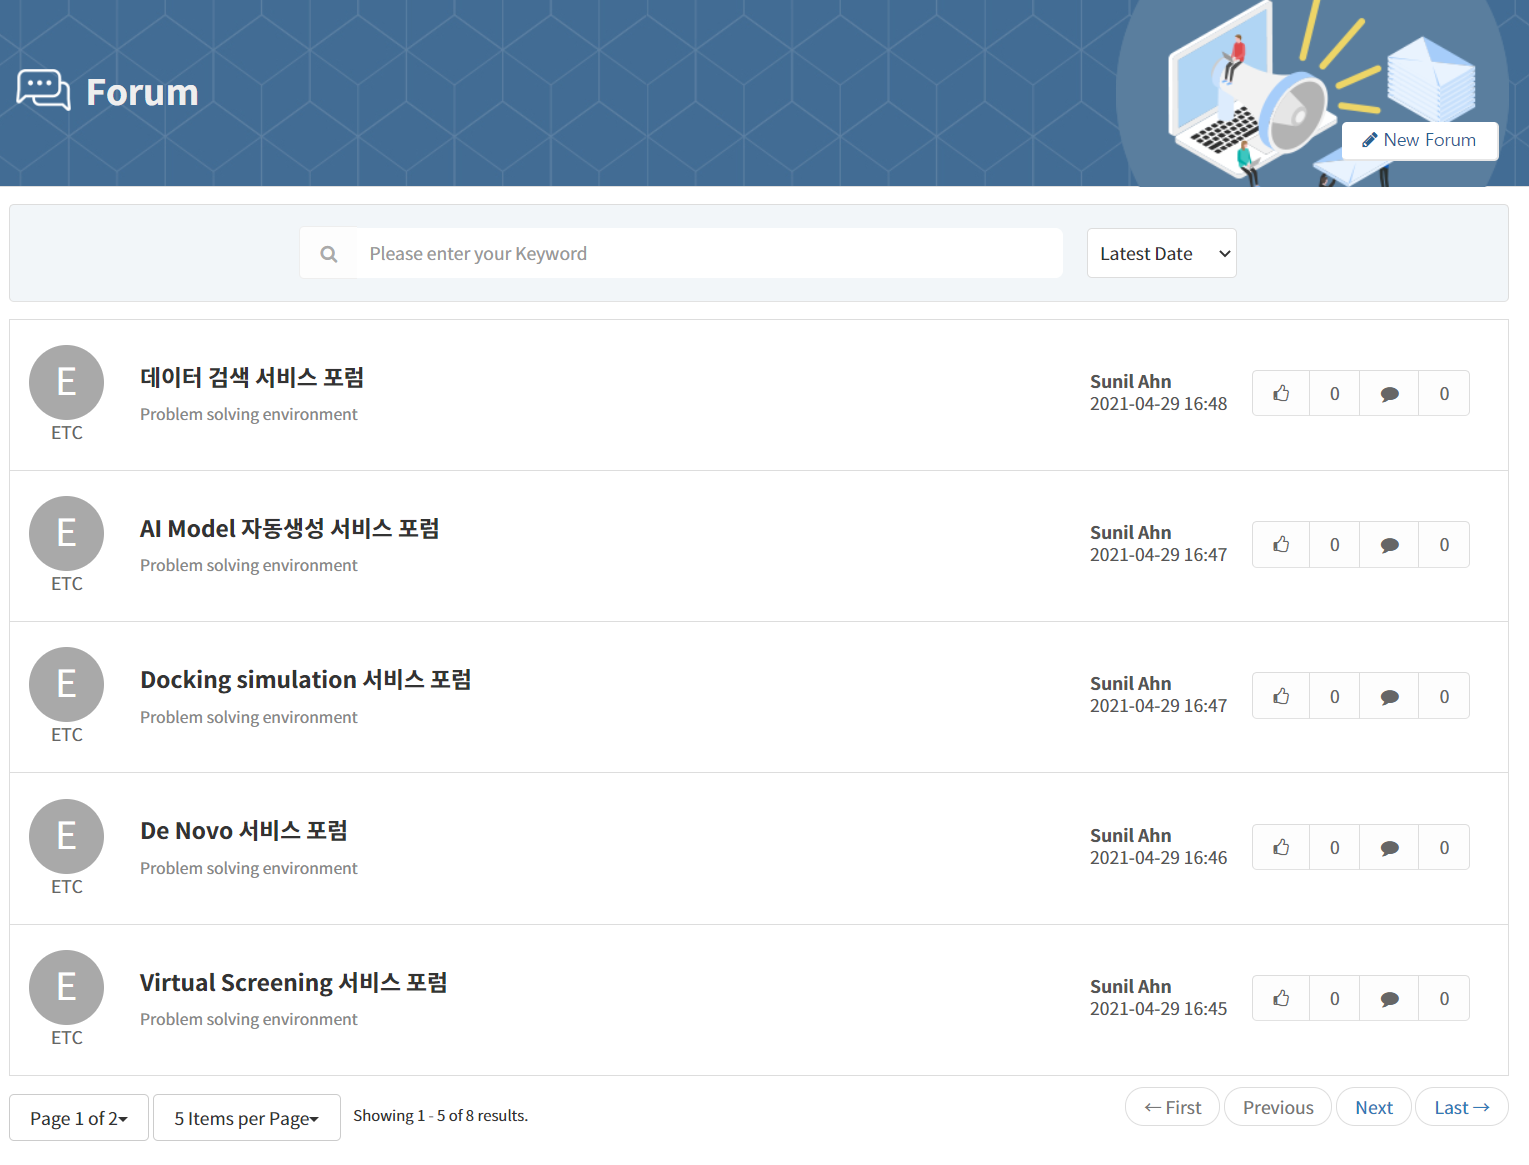 Forum
New Forum
Please enter your Keyword
Latest Date
E
ETC
데이터 검색 서비스 포럼
Problem solving environment
Sunil Ahn
2021-04-29 16:48
0
0
E
ETC
AI Model 자동생성 서비스 포럼
Problem solving environment
Sunil Ahn
2021-04-29 16:47
0
0
E
ETC
Docking simulation 서비스 포럼
Problem solving environment
Sunil Ahn
2021-04-29 16:47
0
0
E
ETC
De Novo 서비스 포럼
Problem solving environment
Sunil Ahn
2021-04-29 16:46
0
0
E
ETC
Virtual Screening 서비스 포럼
Problem solving environment
Sunil Ahn
2021-04-29 16:45
0
0
Page 1 of 2
5 Items per Page
Showing 1 - 5 of 8 results.
← First
Previous
Next
Last →